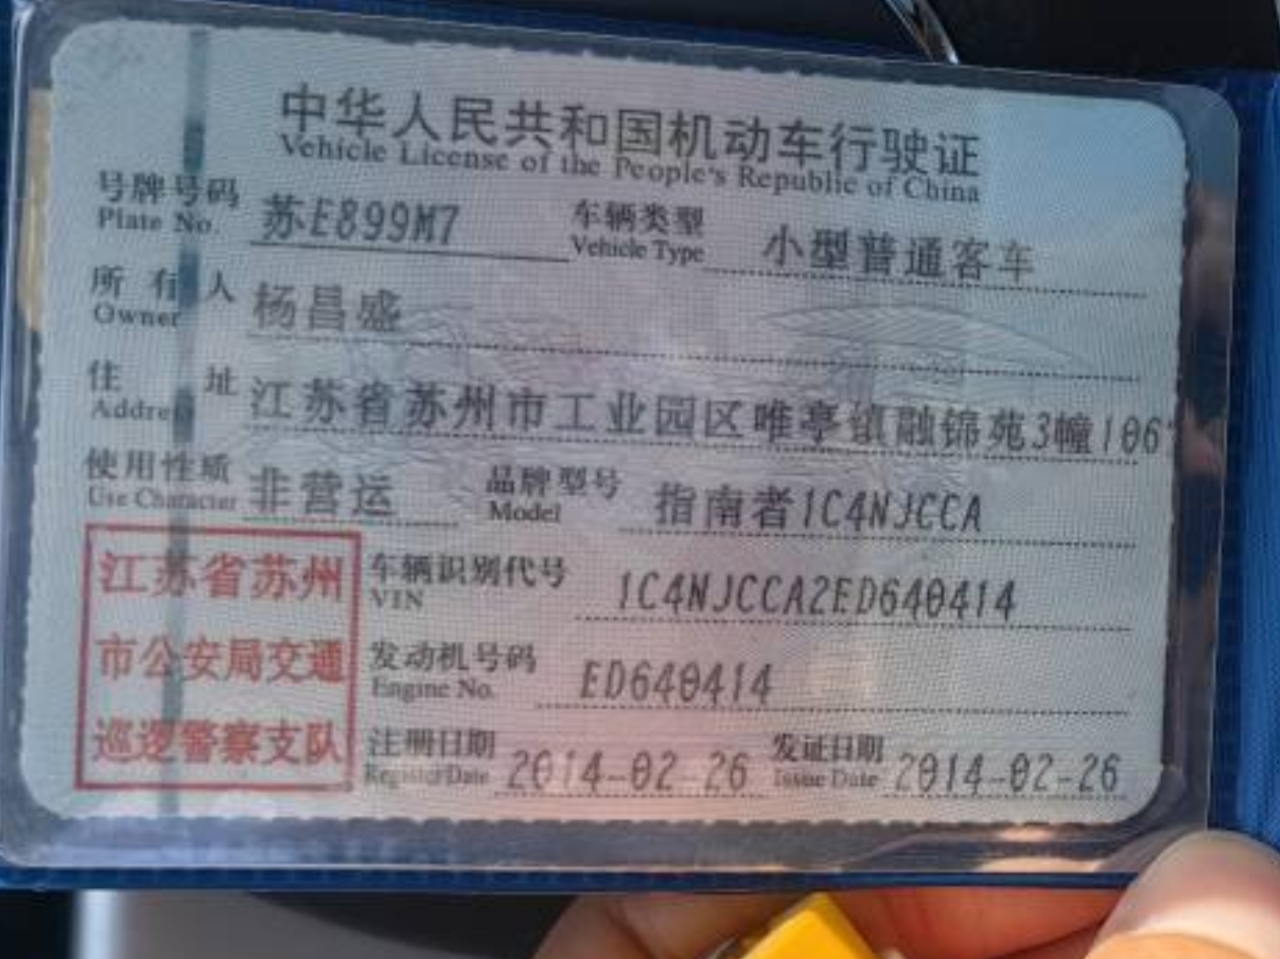 中华人民共和国机动车行驶证
Vehicle License of the People's Republic of China
号牌号码 苏E899M7 车辆类型 小型普通客车
Plate No. Vehicle Type
所有人 杨昌盛
Owner
住址 江苏省苏州市工业园区唯亭镇融锦苑3幢106
Address
使用性质 非营运 品牌型号 指南者1C4NJCCA
Use Character Model
江苏省苏州
市公安局交通
巡逻警察支队
车辆识别代号 1C4NJCCA2ED640414
VIN
发动机号码 ED640414
Engine No.
注册日期 2014-02-26 发证日期 2014-02-26
Register Date Issue Date